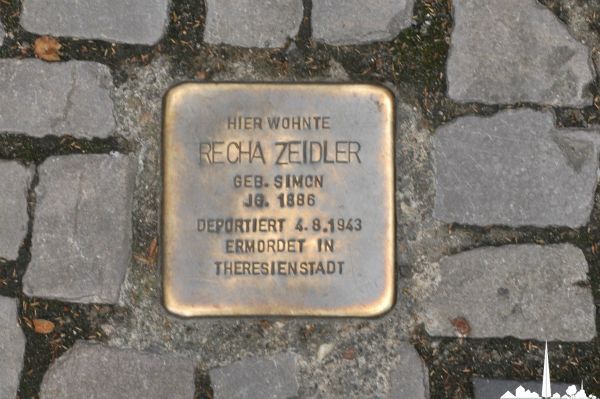 HIER WOHNTE
RECHA ZEIDLER
GEB. SIMON
JG. 1886
DEPORTIERT 4.8.1943
ERMORDET IN
THERESIENSTADT